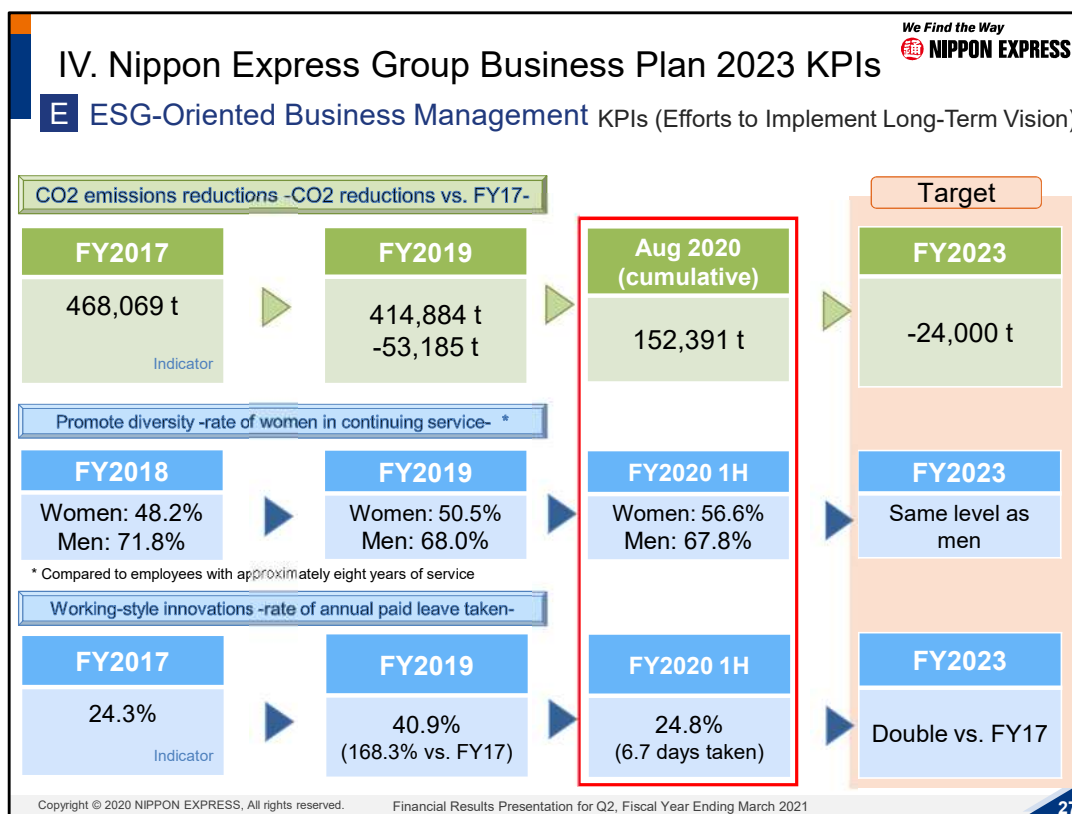 We Find the Way
NIPPON EXPRESS
IV. Nippon Express Group Business Plan 2023 KPIs
E ESG-Oriented Business Management KPIs (Efforts to Implement Long-Term Vision)
CO2 emissions reductions -CO2 reductions vs. FY17-
Target
FY2017
468,069 t
Indicator
FY2019
414,884 t
-53,185 t
Aug 2020
(cumulative)
152,391 t
FY2023
-24,000 t
Promote diversity -rate of women in continuing service- *
FY2018
Women: 48.2%
Men: 71.8%
FY2019
Women: 50.5%
Men: 68.0%
FY2020 1H
Women: 56.6%
Men: 67.8%
FY2023
Same level as
men
* Compared to employees with approximately eight years of service
Working-style innovations -rate of annual paid leave taken-
FY2017
24.3%
Indicator
FY2019
40.9%
(168.3% vs. FY17)
FY2020 1H
24.8%
(6.7 days taken)
FY2023
Double vs. FY17
Copyright © 2020 NIPPON EXPRESS, All rights reserved.
Financial Results Presentation for Q2, Fiscal Year Ending March 2021
27